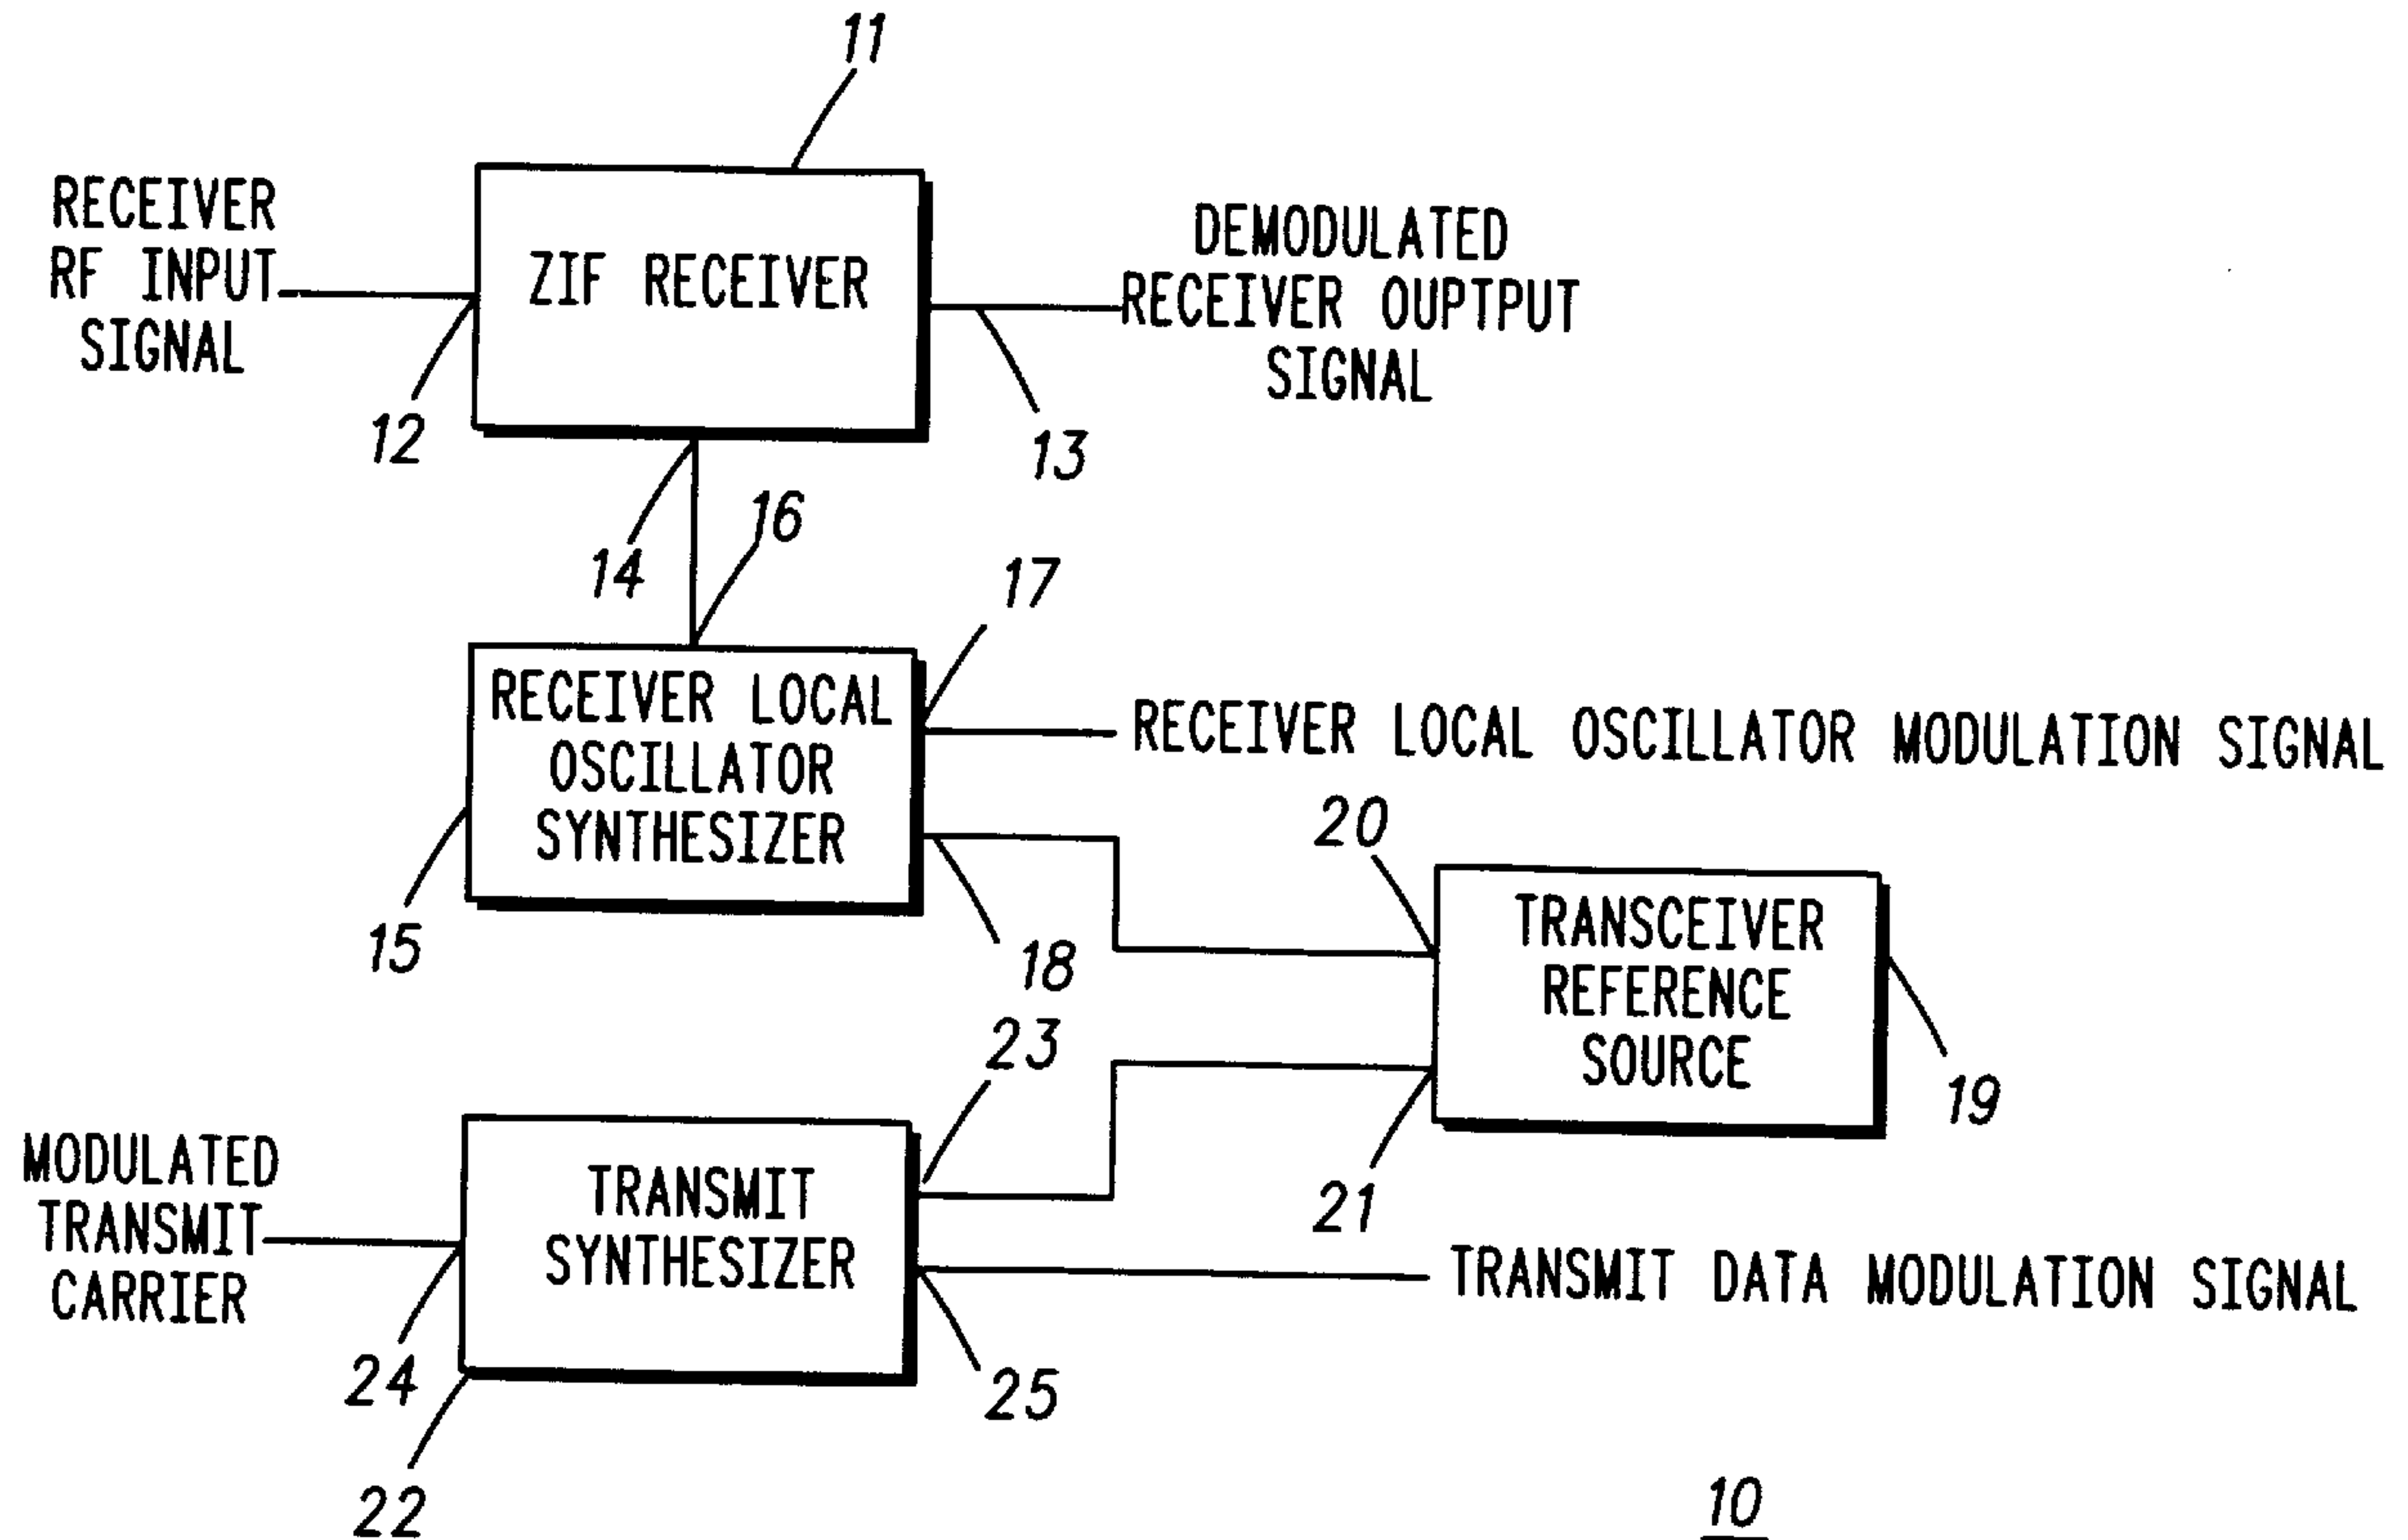 11
RECEIVER
RF INPUT
SIGNAL
ZIF RECEIVER
DEMODULATED
RECEIVER OUPTPUT
SIGNAL
12
13
14
16
17
RECEIVER LOCAL
OSCILLATOR
SYNTHESIZER
RECEIVER LOCAL OSCILLATOR MODULATION SIGNAL
15
18
20
TRANSCEIVER
REFERENCE
SOURCE
19
23
21
MODULATED
TRANSMIT
CARRIER
TRANSMIT
SYNTHESIZER
TRANSMIT DATA MODULATION SIGNAL
24
25
22
10